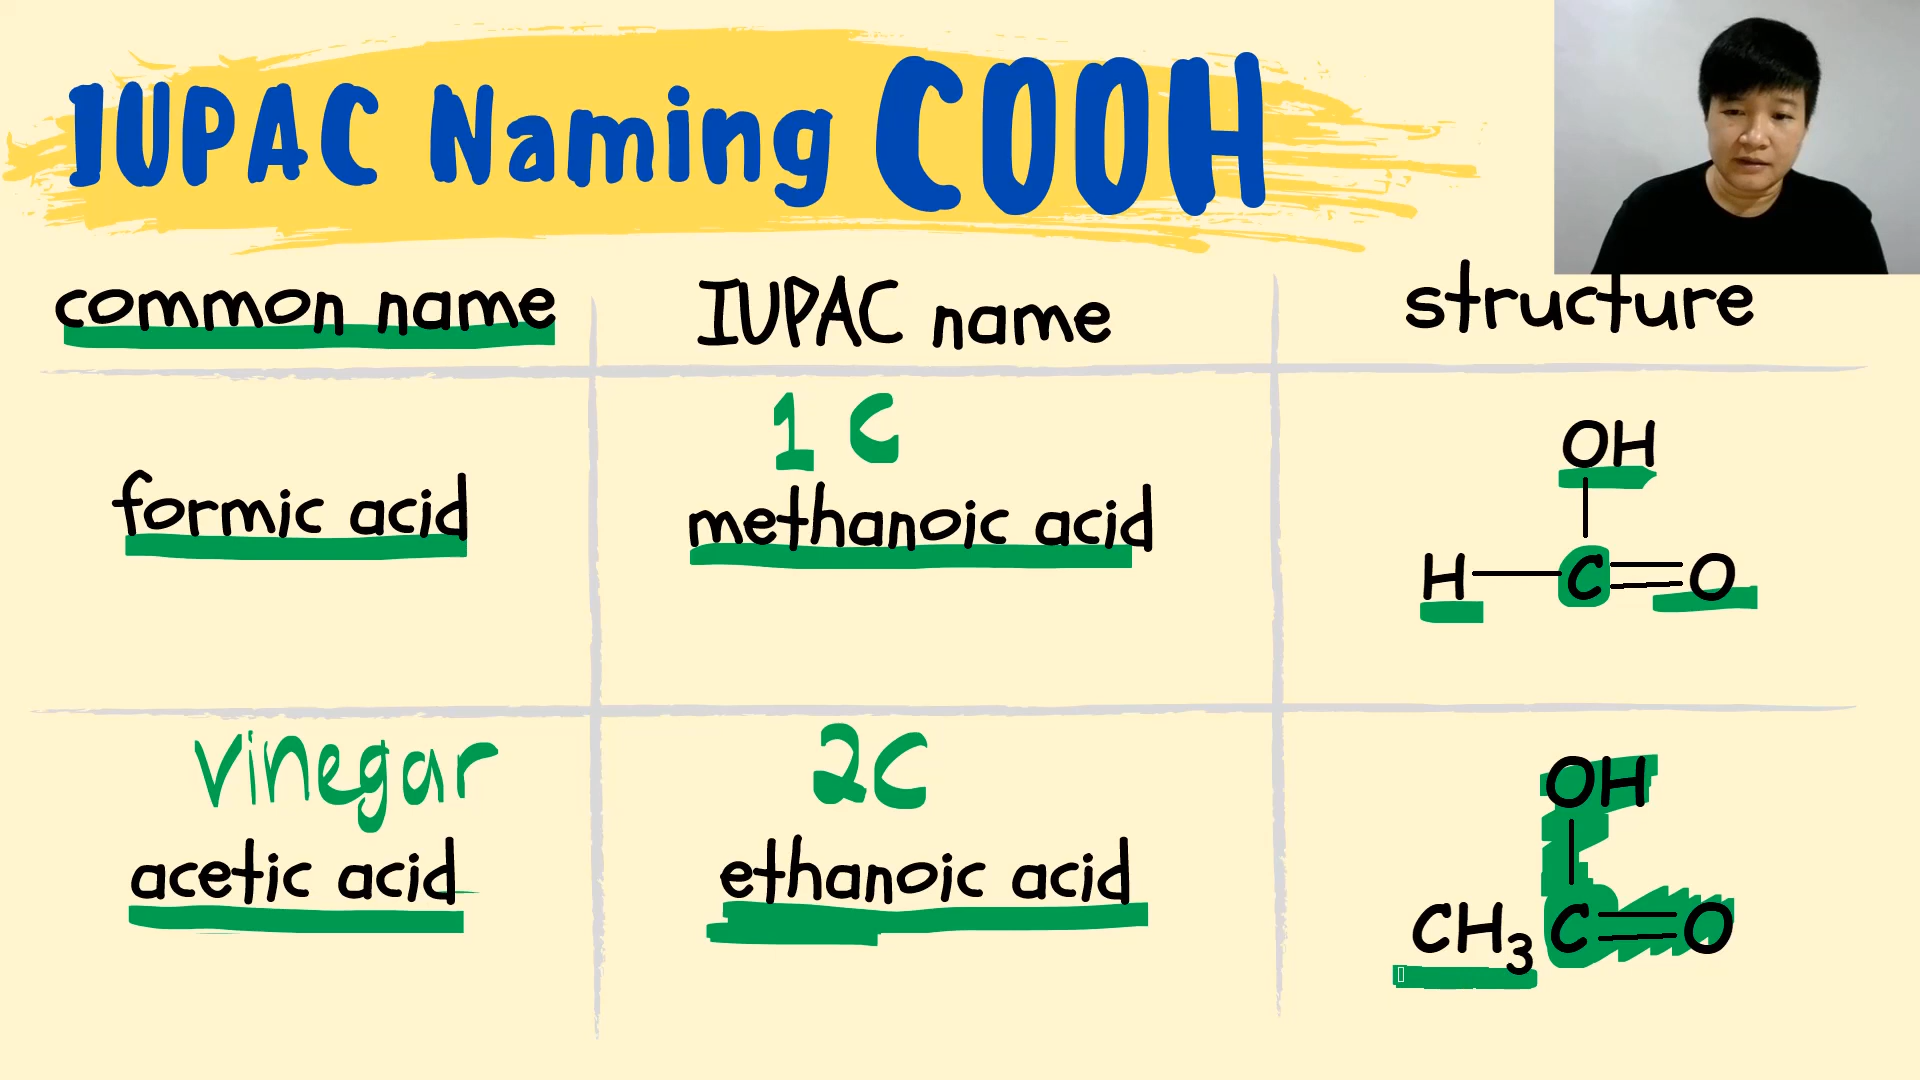 IUPAC Naming COOH
common name
IUPAC name
structure
formic acid
1 C
methanoic acid
OH
H C O
vinegar
acetic acid
2C
ethanoic acid
OH
CH3 C O